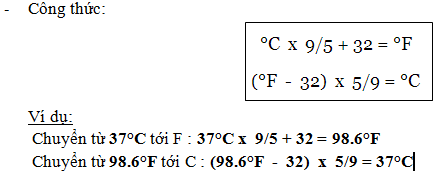 - Công thức:
°C x 9/5 + 32 = °F
(°F - 32) x 5/9 = °C
Ví dụ:
Chuyển từ 37°C tới F : 37°C x 9/5 + 32 = 98.6°F
Chuyển từ 98.6°F tới C : (98.6°F - 32) x 5/9 = 37°C